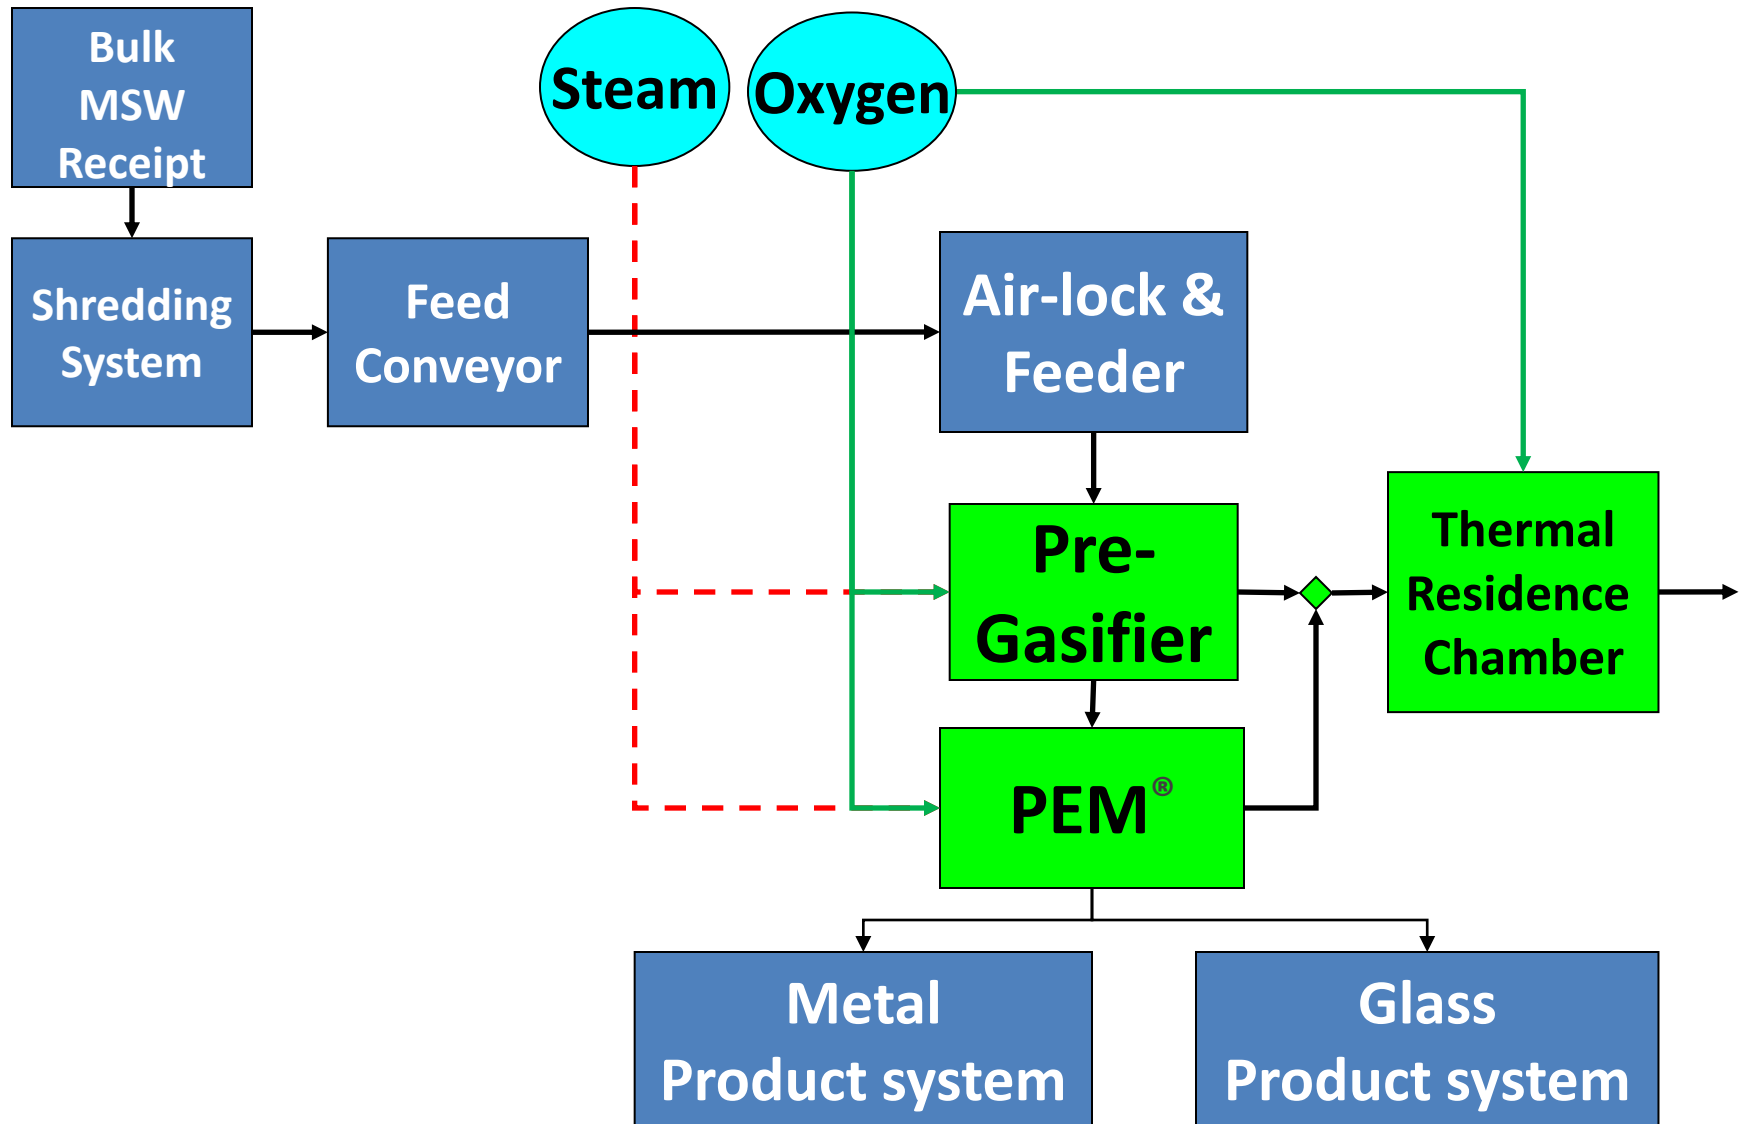 Bulk
MSW
Receipt
Steam
Oxygen
Shredding
System
Feed
Conveyor
Air-lock &
Feeder
Pre-
Gasifier
Thermal
Residence
Chamber
PEM®
Metal
Product system
Glass
Product system